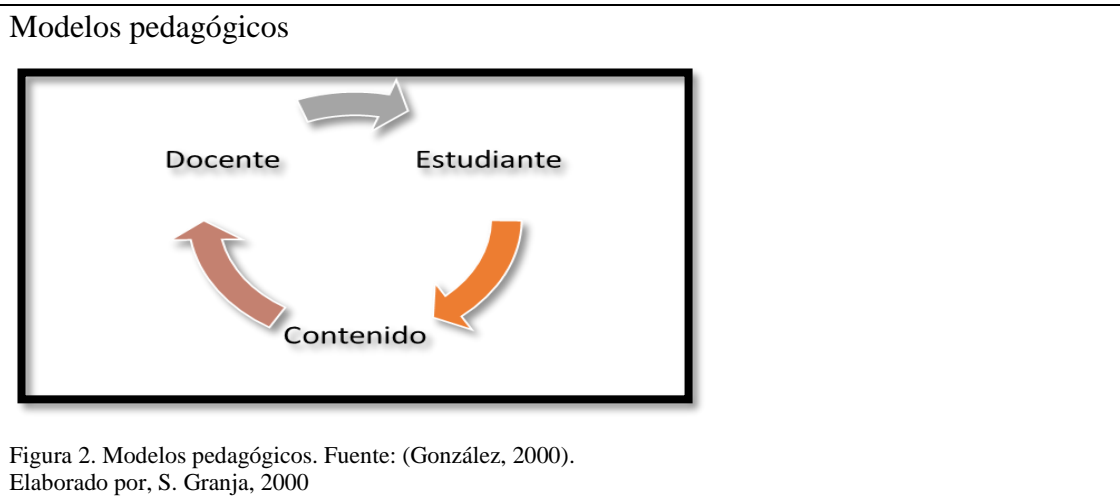 Modelos pedagógicos
Docente
Estudiante
Contenido
Figura 2. Modelos pedagógicos. Fuente: (González, 2000).
Elaborado por, S. Granja, 2000